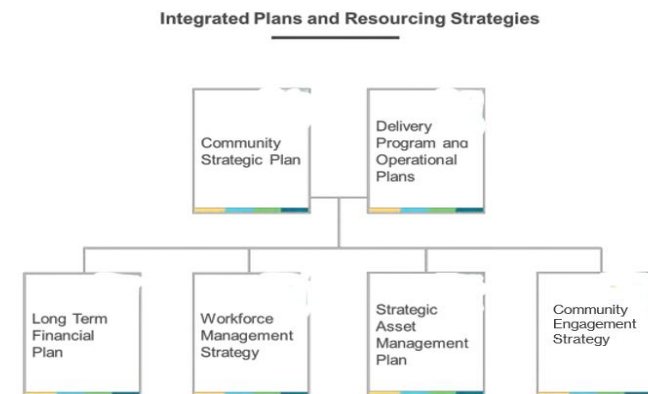 Integrated Plans and Resourcing Strategies
Community
Strategic Plan
Delivery
Program and
Operational
Plans
Long Term
Financial
Plan
Workforce
Management
Strategy
Strategic
Asset
Management
Plan
Community
Engagement
Strategy